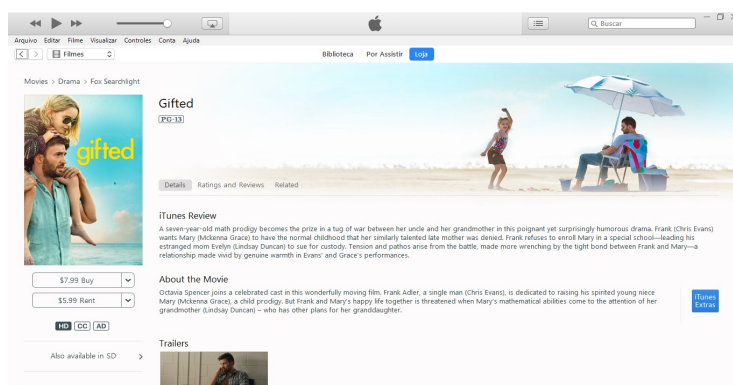 Buscar
Arquivo Editar Filme Visualizar Controles Conta Ajuda
Filmes
Biblioteca Por Assistir Loja
Movies > Drama > Fox Searchlight
gifted
Gifted
PG-13
Details Ratings and Reviews Related
iTunes Review
A seven-year-old math prodigy becomes the prize in a tug of war between her uncle and her grandmother in this poignant yet surprisingly humorous drama. Frank (Chris Evans)
wants Mary (Mckenna Grace) to have the normal childhood that her similarly talented late mother was denied. Frank refuses to enroll Mary in a special school—leading his
estranged mom Evelyn (Lindsay Duncan) to sue for custody. Tension and pathos arise from the battle, made more wrenching by the tight bond between Frank and Mary—a
relationship made vivid by genuine warmth in Evans' and Grace's performances.
$7.99 Buy
$5.99 Rent
HD CC AD
Also available in SD >
About the Movie
Octavia Spencer joins a celebrated cast in this wonderfully moving film. Frank Adler, a single man (Chris Evans), is dedicated to raising his spirited young niece
Mary (Mckenna Grace), a child prodigy. But Frank and Mary's happy life together is threatened when Mary's mathematical abilities come to the attention of her
grandmother (Lindsay Duncan) – who has other plans for her granddaughter.
iTunes
Extras
Trailers